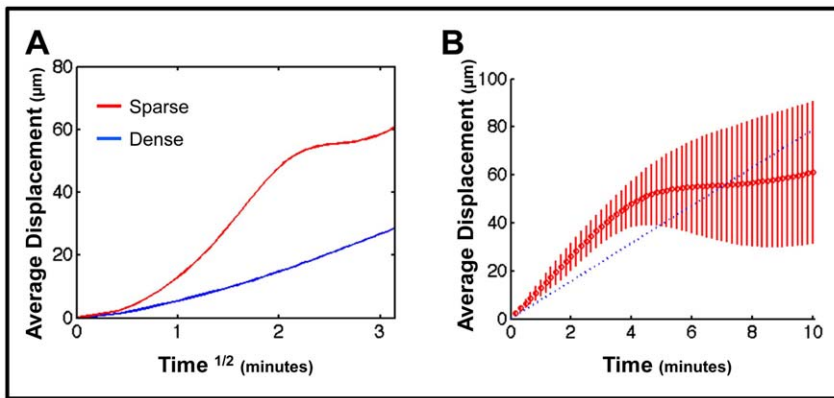 A
Average Displacement (μm)
80
60
40
20
0
Sparse
Dense
0
1
2
3
Time 1/2 (minutes)
B
Average Displacement (μm)
100
80
60
40
20
0
0
2
4
6
8
10
Time (minutes)